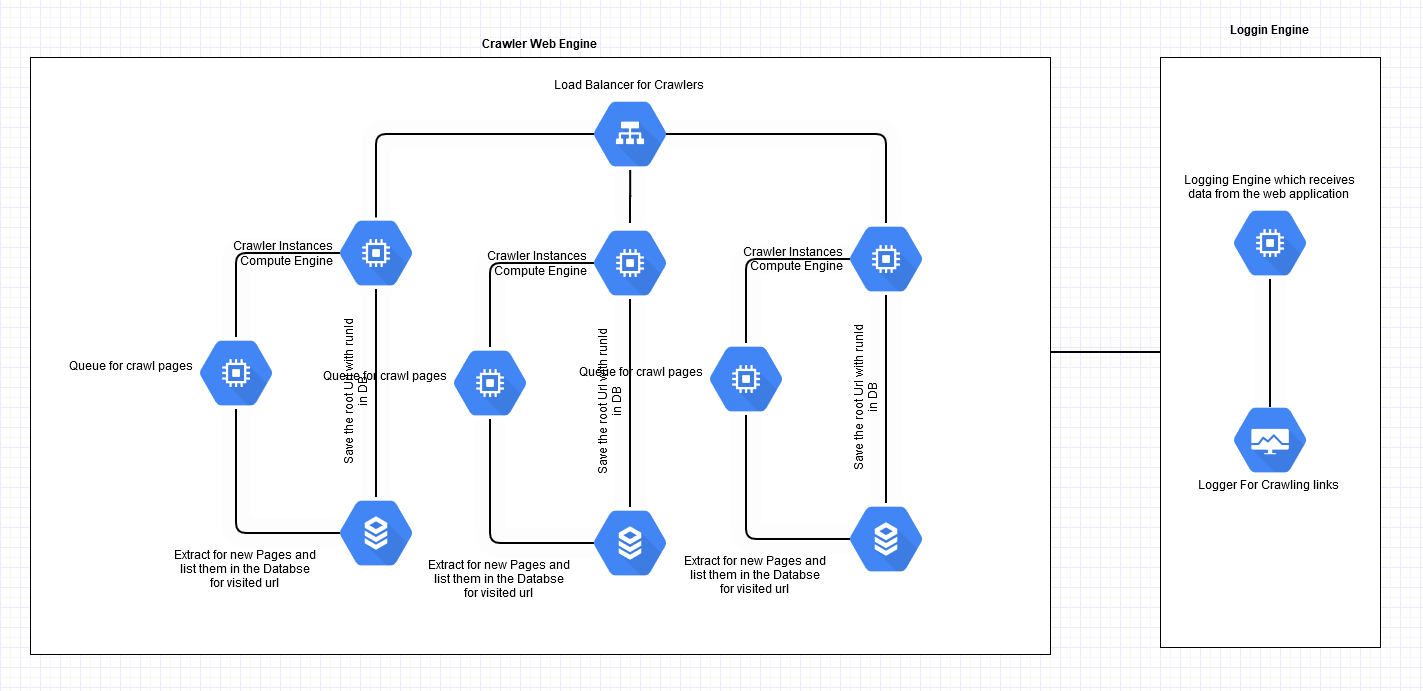 Crawler Web Engine
Loggin Engine
Load Balancer for Crawlers
Logging Engine which receives
data from the web application
Crawler Instances
Compute Engine
Crawler Instances
Compute Engine
Crawler Instances
Compute Engine
Queue for crawl pages
Save the root Url with runId
in DB
Queue for crawl pages
Save the root Url with runId
in DB
Queue for crawl pages
Save the root Url with runId
in DB
Logger For Crawling links
Extract for new Pages and
list them in the Databse
for visited url
Extract for new Pages and
list them in the Databse
for visited url
Extract for new Pages and
list them in the Databse
for visited url